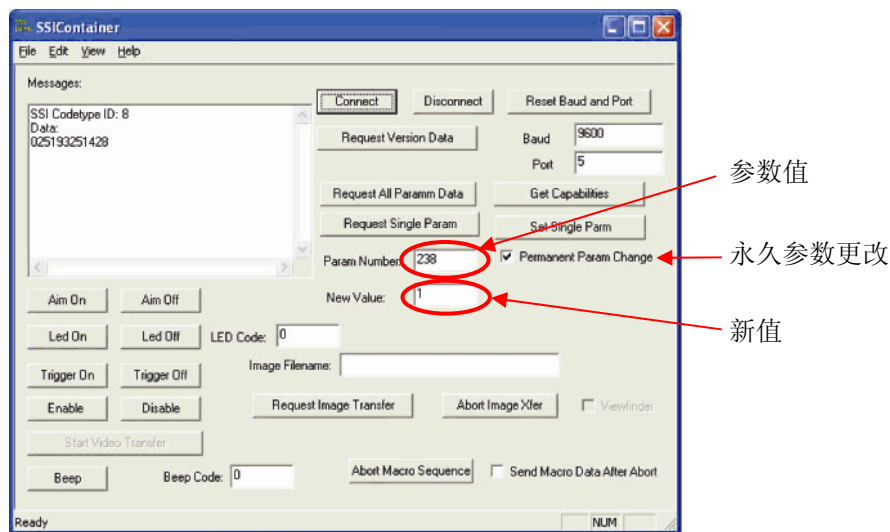 SSIContainer
File Edit View Help
Messages:
SSI Codetype ID: 8
Data:
025193251428
Connect Disconnect Reset Baud and Port
Request Version Data Baud 9600
Port 5
Request All Paramm Data Get Capabilities
Request Single Param Set Single Parm
Param Number: 238 Permanent Param Change
New Value: 1
参数值
永久参数更改
新值
Aim On Aim Off
Led On Led Off LED Code: 0
Image Filename:
Trigger On Trigger Off
Enable Disable Request Image Transfer Abort Image Xfer Viewfinder
Start Video Transfer
Beep Beep Code: 0 Abort Macro Sequence Send Macro Data After Abort
Ready NUM